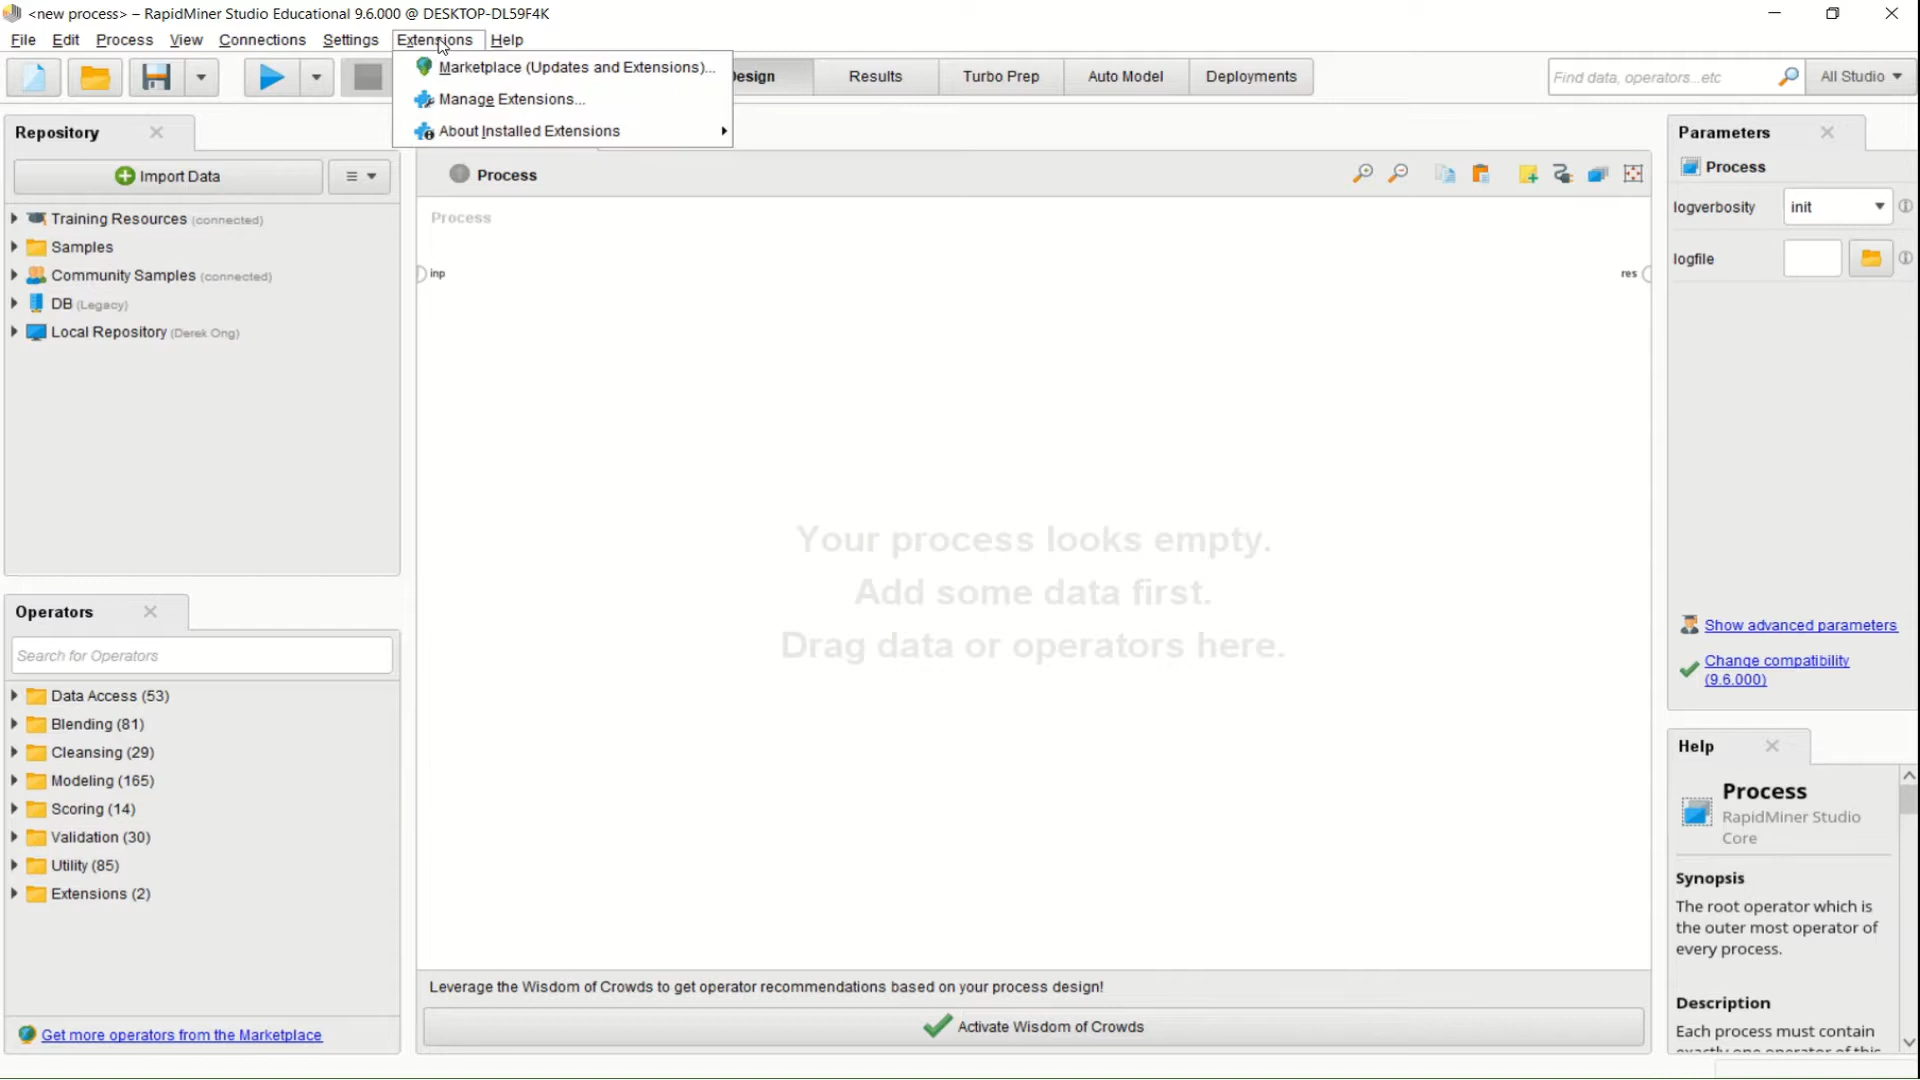 <new process> – RapidMiner Studio Educational 9.6.000 @ DESKTOP-DL59F4K
File Edit Process View Connections Settings Extensions Help
Marketplace (Updates and Extensions)...
Manage Extensions...
About Installed Extensions
Design Results Turbo Prep Auto Model Deployments
Find data, operators...etc
All Studio
Repository
Import Data
Training Resources (connected)
Samples
Community Samples (connected)
DB (Legacy)
Local Repository (Derek Ong)
Operators
Search for Operators
Data Access (53)
Blending (81)
Cleansing (29)
Modeling (165)
Scoring (14)
Validation (30)
Utility (85)
Extensions (2)
Get more operators from the Marketplace
Process
Process
inp
res
Your process looks empty.
Add some data first.
Drag data or operators here.
Leverage the Wisdom of Crowds to get operator recommendations based on your process design!
Activate Wisdom of Crowds
Parameters
Process
logverbosity
init
logfile
Show advanced parameters
Change compatibility
(9.6.000)
Help
Process
RapidMiner Studio
Core
Synopsis
The root operator which is
the outer most operator of
every process.
Description
Each process must contain
exactly one operator of this